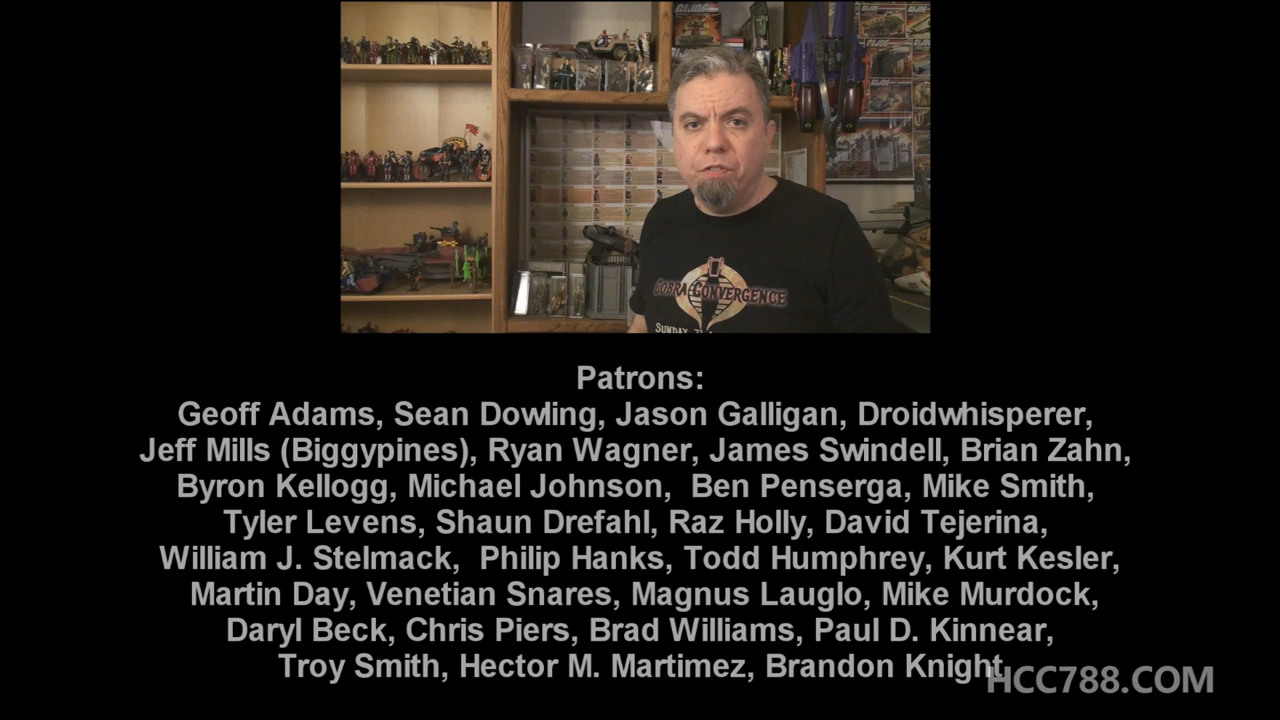 G.I.JOE
COBRA CONVERGENCE
SUNDAY
Patrons:
Geoff Adams, Sean Dowling, Jason Galligan, Droidwhisperer,
Jeff Mills (Biggypines), Ryan Wagner, James Swindell, Brian Zahn,
Byron Kellogg, Michael Johnson,  Ben Penserga, Mike Smith,
Tyler Levens, Shaun Drefahl, Raz Holly, David Tejerina,
William J. Stelmack,  Philip Hanks, Todd Humphrey, Kurt Kesler,
Martin Day, Venetian Snares, Magnus Lauglo, Mike Murdock,
Daryl Beck, Chris Piers, Brad Williams, Paul D. Kinnear,
Troy Smith, Hector M. Martimez, Brandon Knight
HCC788.COM